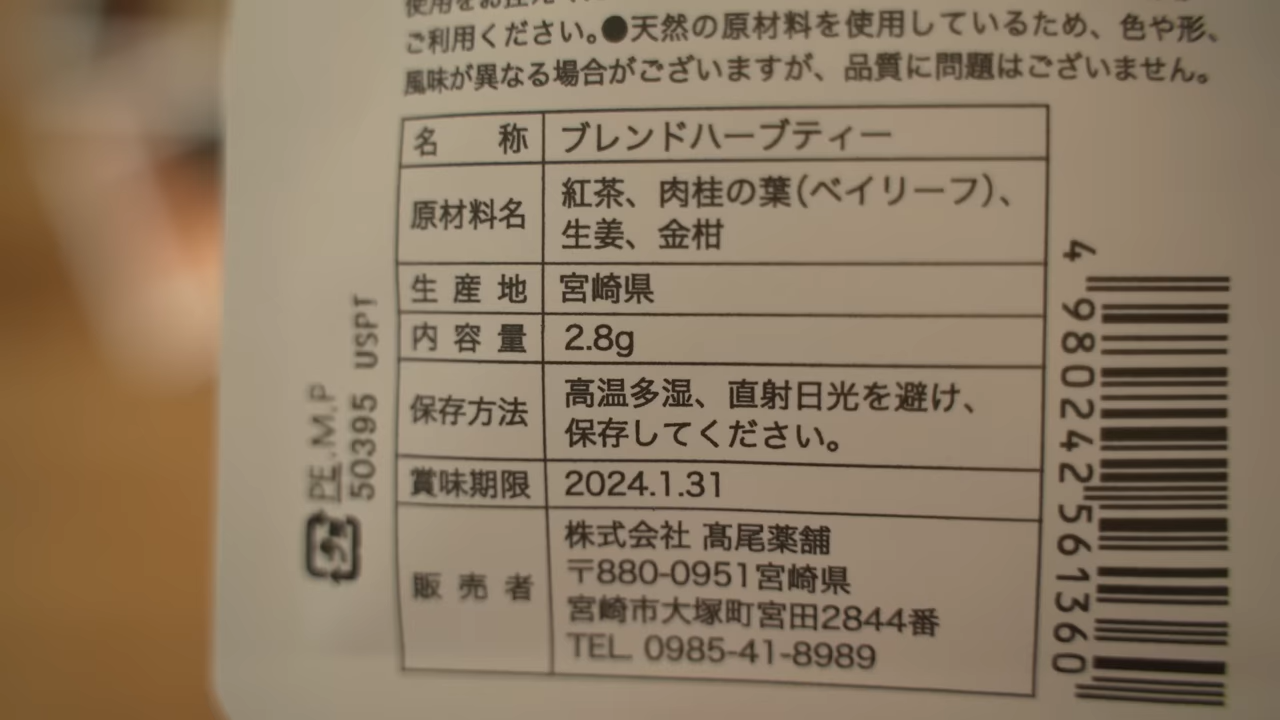 ご利用ください。●天然の原材料を使用しているため、色や形、
風味が異なる場合がございますが、品質に問題はございません。
名 称 ブレンドハーブティー
原材料名 紅茶、肉桂の葉(ベイリーフ)、
生姜、金柑
生産地 宮崎県
内容量 2.8g
保存方法 高温多湿、直射日光を避け、
保存してください。
賞味期限 2024.1.31
販売者 株式会社 髙尾薬舗
〒880-0951宮崎県
宮崎市大塚町宮田2844番
TEL 0985-41-8989
PE.M.P
50395 USPT
4980242561360